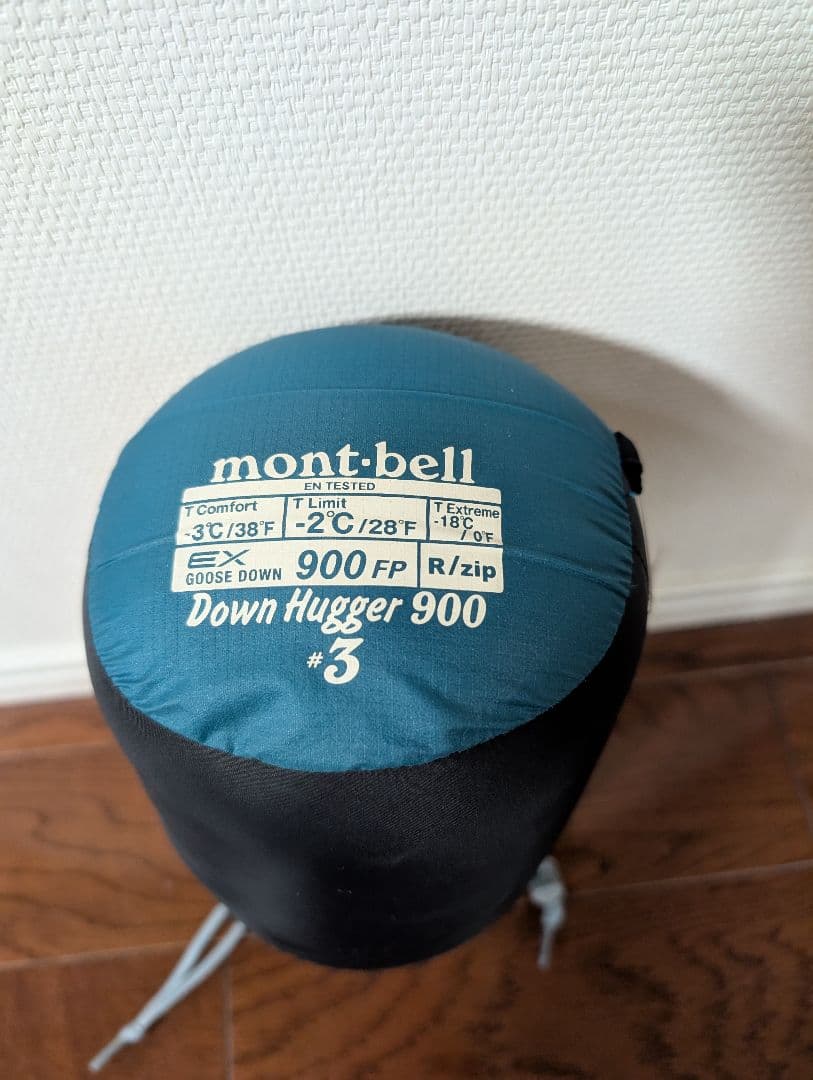 mont·bell
EN TESTED
T Comfort
-3℃/38°F
T Limit
-2℃/28°F
T Extreme
-18℃
/ 0°F
EX
GOOSE DOWN
900 FP
R/zip
Down Hugger 900
#3